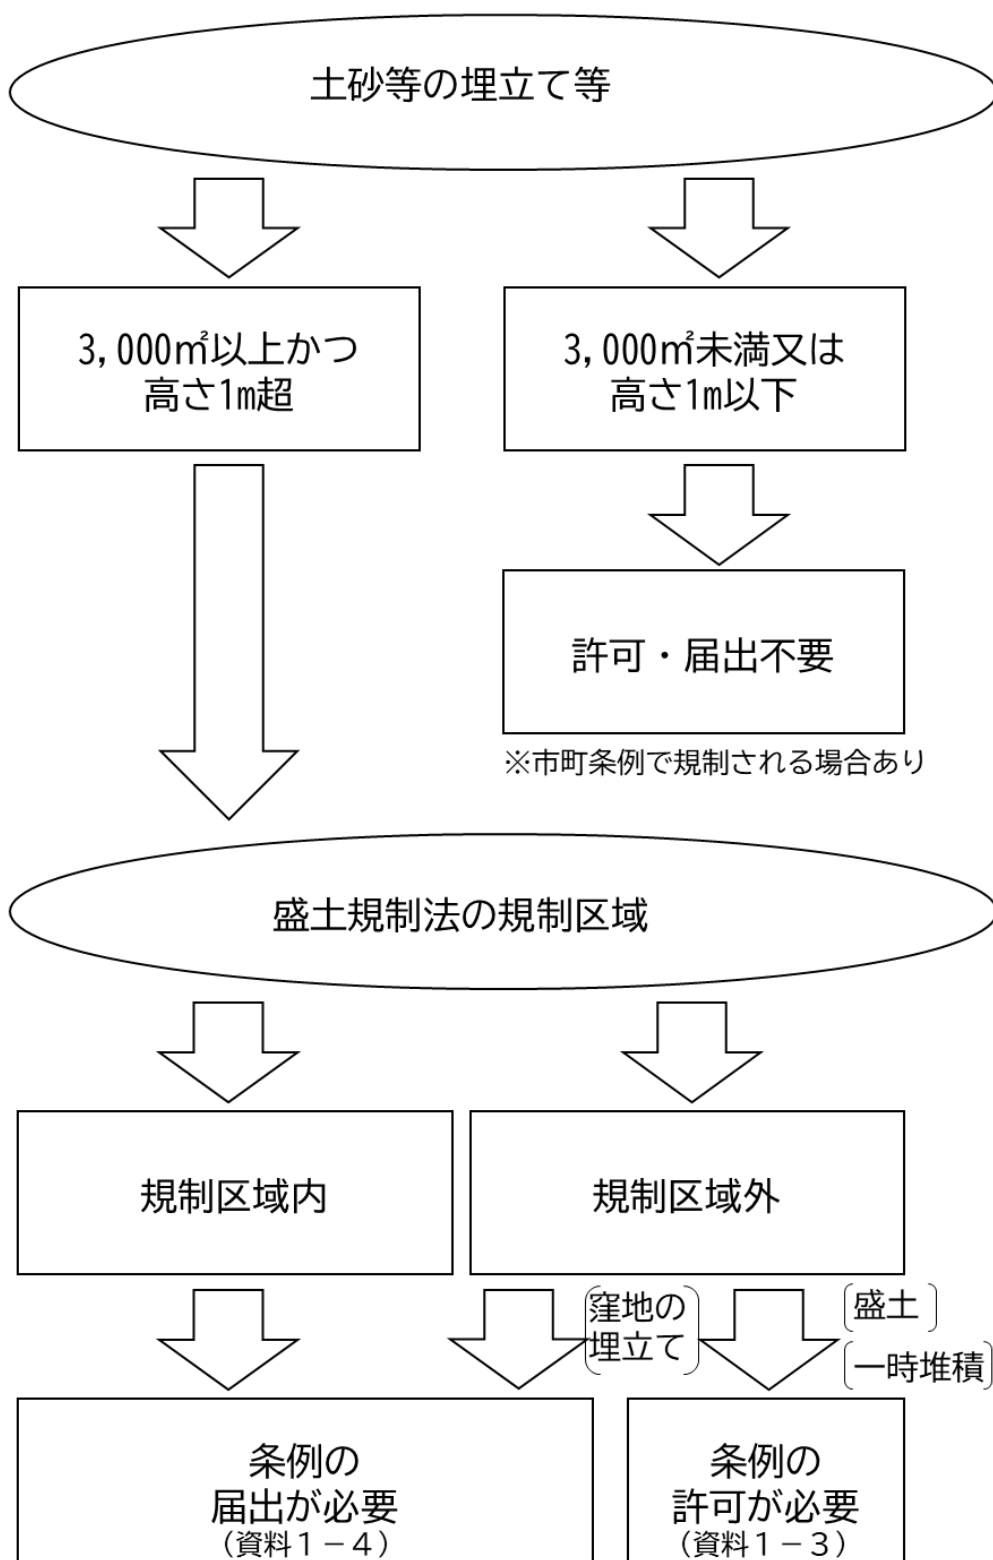 土砂等の埋立て等
3,000㎡以上かつ
高さ1m超
3,000㎡未満又は
高さ1m以下
許可・届出不要
※市町条例で規制される場合あり
盛土規制法の規制区域
規制区域内
規制区域外
窪地の
埋立て
盛土
一時堆積
条例の
届出が必要
（資料１－４）
条例の
許可が必要
（資料１－３）